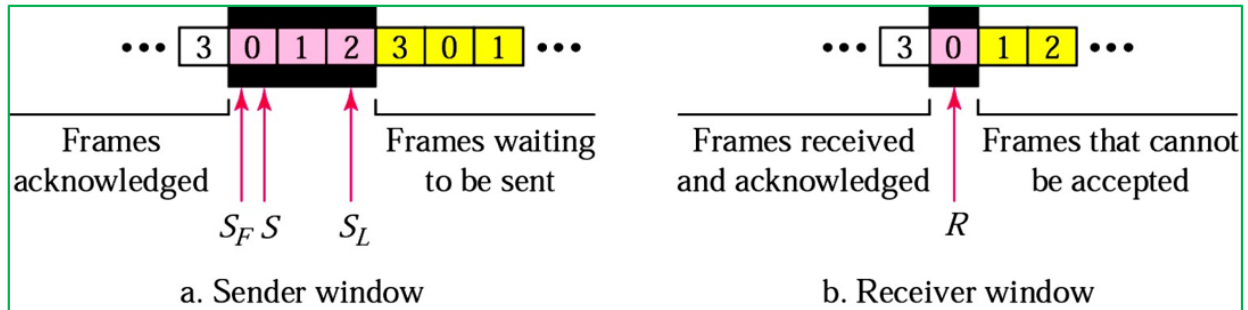 ••• 3 0 1 2 3 0 1 •••
Frames
acknowledged
Frames waiting
to be sent
S_F S S_L
a. Sender window
••• 3 0 1 2 •••
Frames received
and acknowledged
Frames that cannot
be accepted
R
b. Receiver window